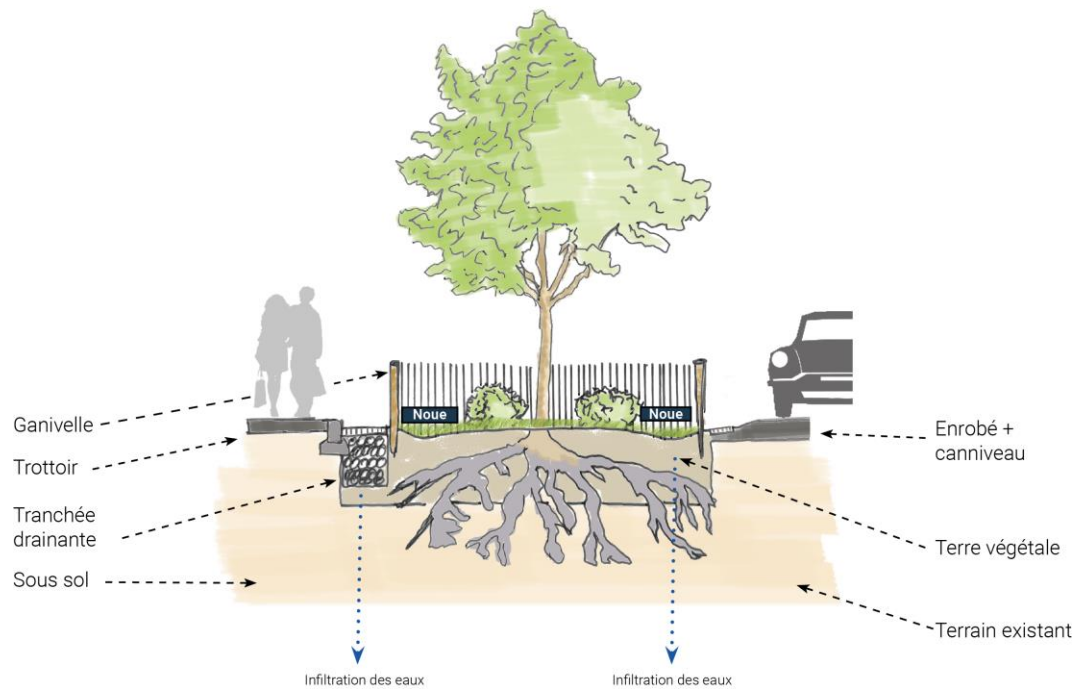 Noue
Noue
Ganivelle
Trottoir
Tranchée
drainante
Sous sol
Enrobé +
canniveau
Terre végétale
Terrain existant
Infiltration des eaux
Infiltration des eaux